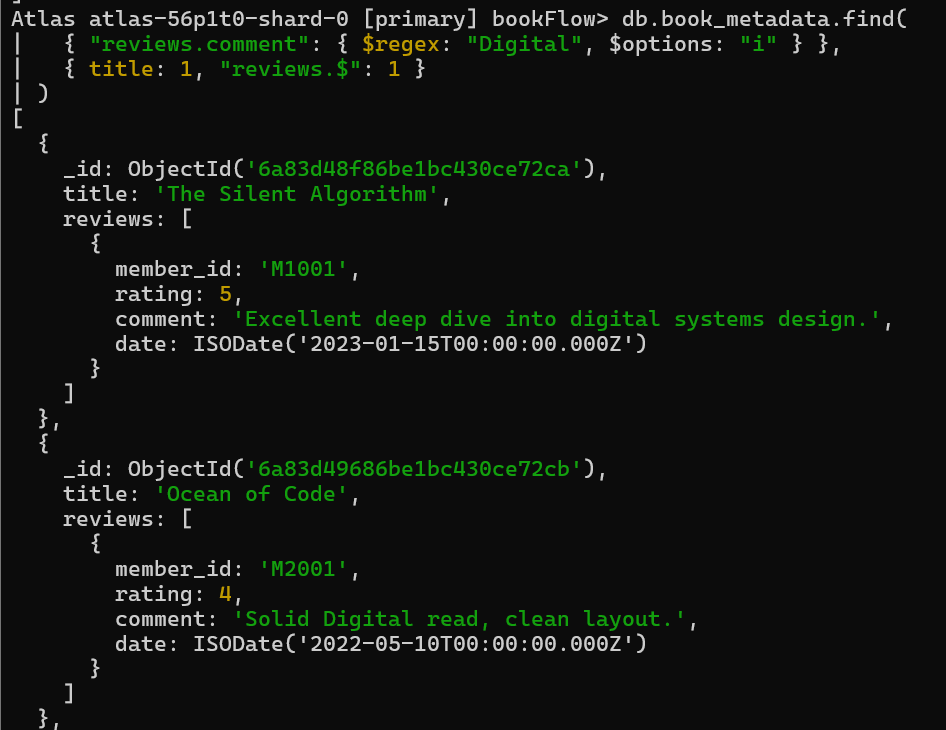 Atlas atlas-56p1t0-shard-0 [primary] bookFlow> db.book_metadata.find(
|   { "reviews.comment": { $regex: "Digital", $options: "i" } },
|   { title: 1, "reviews.$": 1 }
| )
[
  {
    _id: ObjectId('6a83d48f86be1bc430ce72ca'),
    title: 'The Silent Algorithm',
    reviews: [
      {
        member_id: 'M1001',
        rating: 5,
        comment: 'Excellent deep dive into digital systems design.',
        date: ISODate('2023-01-15T00:00:00.000Z')
      }
    ]
  },
  {
    _id: ObjectId('6a83d49686be1bc430ce72cb'),
    title: 'Ocean of Code',
    reviews: [
      {
        member_id: 'M2001',
        rating: 4,
        comment: 'Solid Digital read, clean layout.',
        date: ISODate('2022-05-10T00:00:00.000Z')
      }
    ]
  },